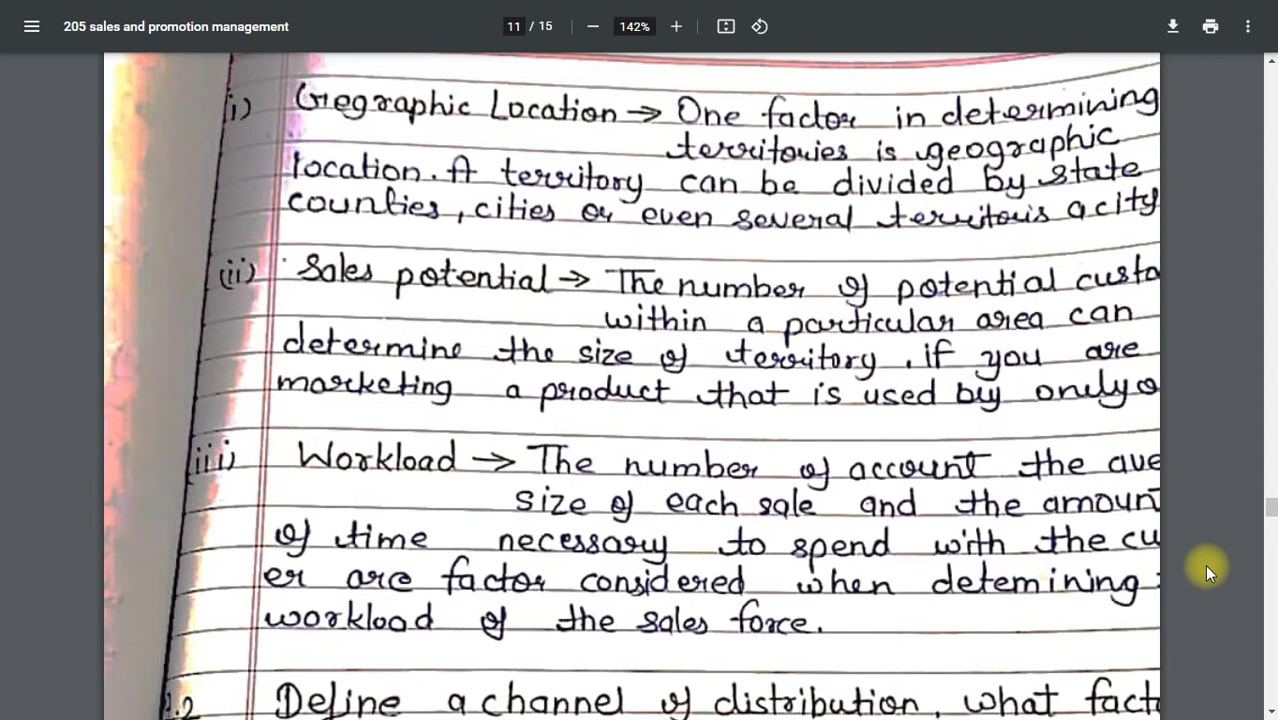 205 sales and promotion management
11 / 15
142%
i) Gregraphic Location → One factor in determining
territories is geographic
location. A territory can be divided by state
counties, cities or even several territoris a city
(ii) Sales potential → The number of potential custo
within a particular area can
determine the size of territory. if you are
marketing a product that is used by only a
iii) Workload → The number of account the ave
size of each sale and the amoun
of time necessary to spend with the cu
er are factor considered when detemining
workload of the sales force.
.2 Define a channel of distribution, what fact